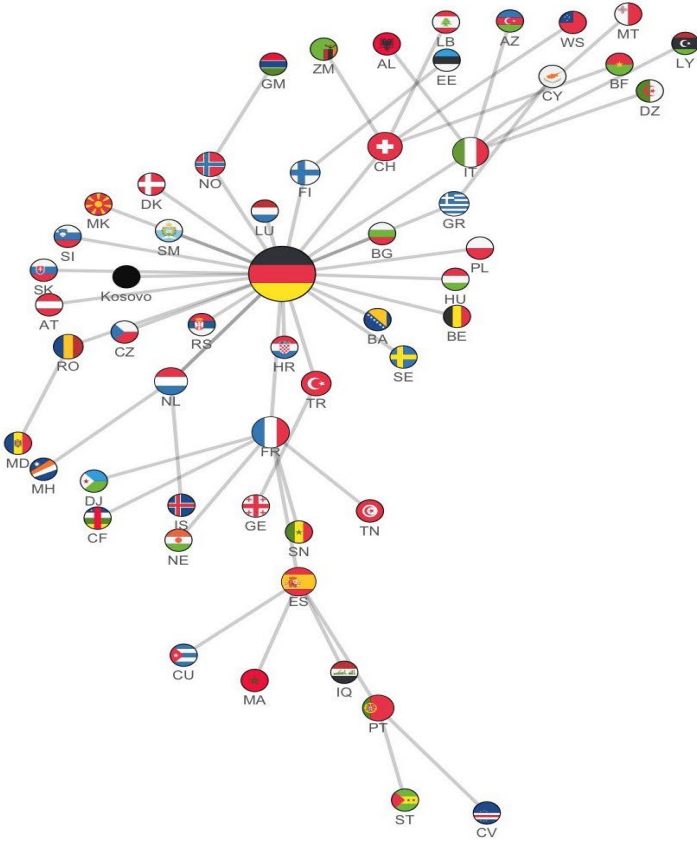 LB
MT
AZ
WS
ZM
AL
LY
EE
GM
CY
BF
DZ
CH
IT
NO
FI
DK
MK
GR
LU
SM
SI
BG
PL
SK
Kosovo
HU
AT
RS
BA
BE
CZ
HR
SE
RO
NL
TR
FR
MD
MH
DJ
IS
GE
TN
CF
SN
NE
ES
CU
IQ
MA
PT
ST
CV